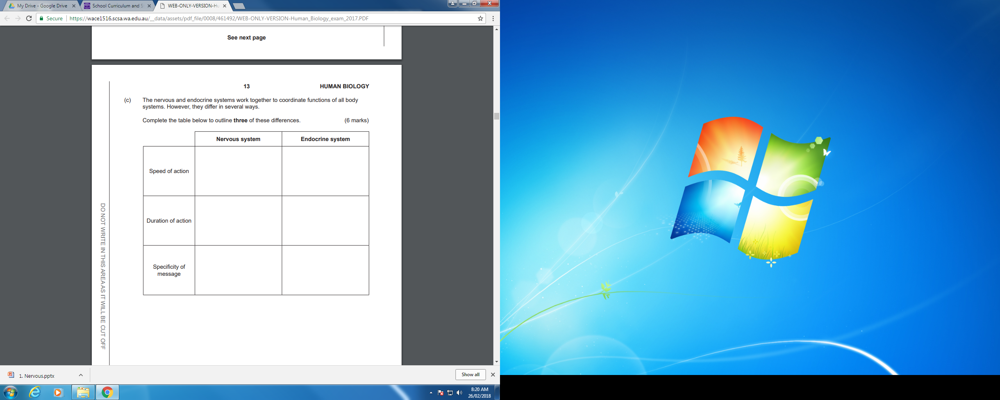 My Drive - Google Drive
School Curriculum and S
WEB-ONLY-VERSION-Hu
Secure
https://wace1516.scsa.wa.edu.au/__data/assets/pdf_file/0008/461492/WEB-ONLY-VERSION-Human_Biology_exam_2017.PDF
See next page
13
HUMAN BIOLOGY
(c) The nervous and endocrine systems work together to coordinate functions of all body
systems. However, they differ in several ways.
Complete the table below to outline three of these differences. (6 marks)
Nervous system Endocrine system
Speed of action
Duration of action
Specificity of
message
DO NOT WRITE IN THIS AREA AS IT WILL BE CUT OFF
1. Nervous.pptx
Show all
8:20 AM
26/02/2018